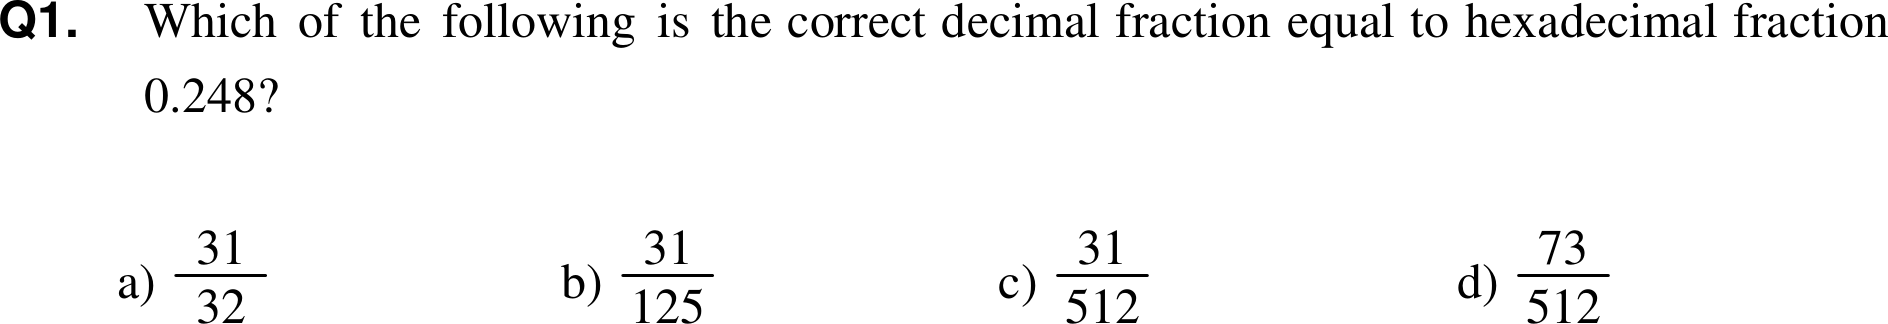 Q1. Which of the following is the correct decimal fraction equal to hexadecimal fraction
0.248?
a) 31/32 b) 31/125 c) 31/512 d) 73/512